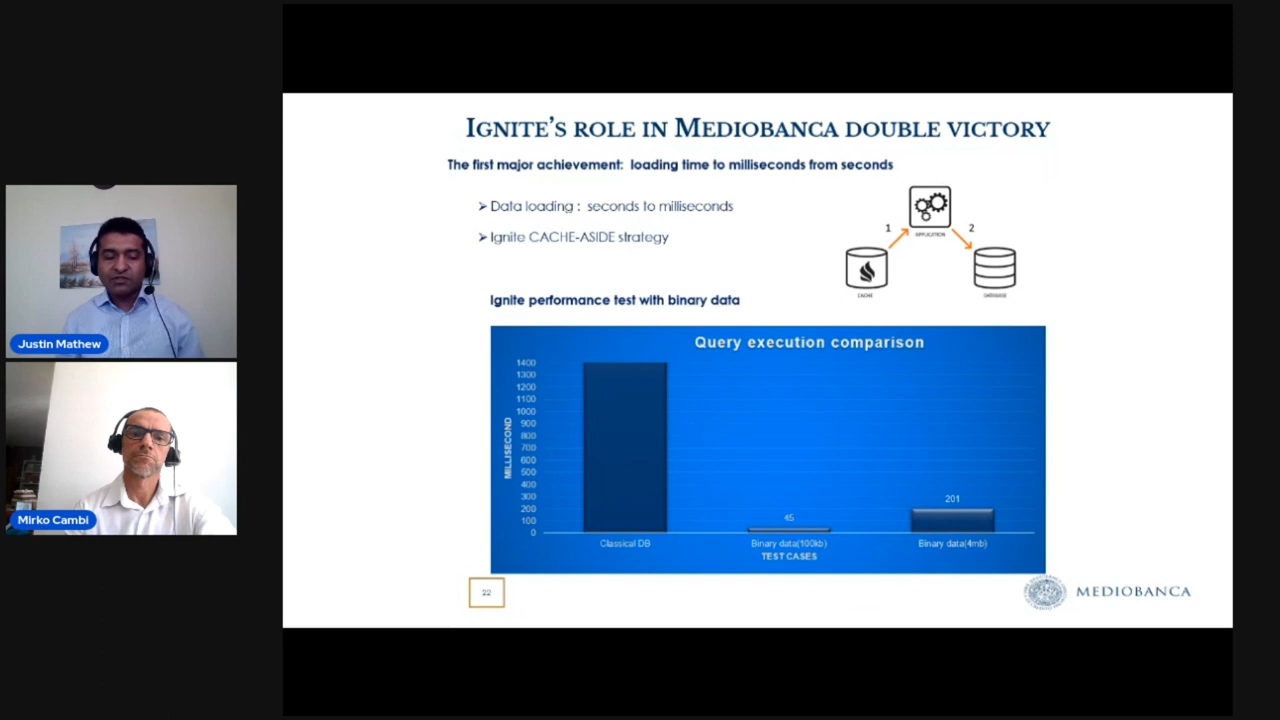 IGNITE'S ROLE IN MEDIOBANCA DOUBLE VICTORY
The first major achievement: loading time to milliseconds from seconds
➢ Data loading : seconds to milliseconds
➢ Ignite CACHE-ASIDE strategy
1
2
APPLICATION
CACHE
DATABASE
Ignite performance test with binary data
Query execution comparison
MILLISECOND
1400
1300
1200
1100
1000
900
800
700
600
500
400
300
200
100
0
45
201
Classical DB
Binary data(100kb)
Binary data(4mb)
TEST CASES
22
MEDIOBANCA
Justin Mathew
Mirko Cambi